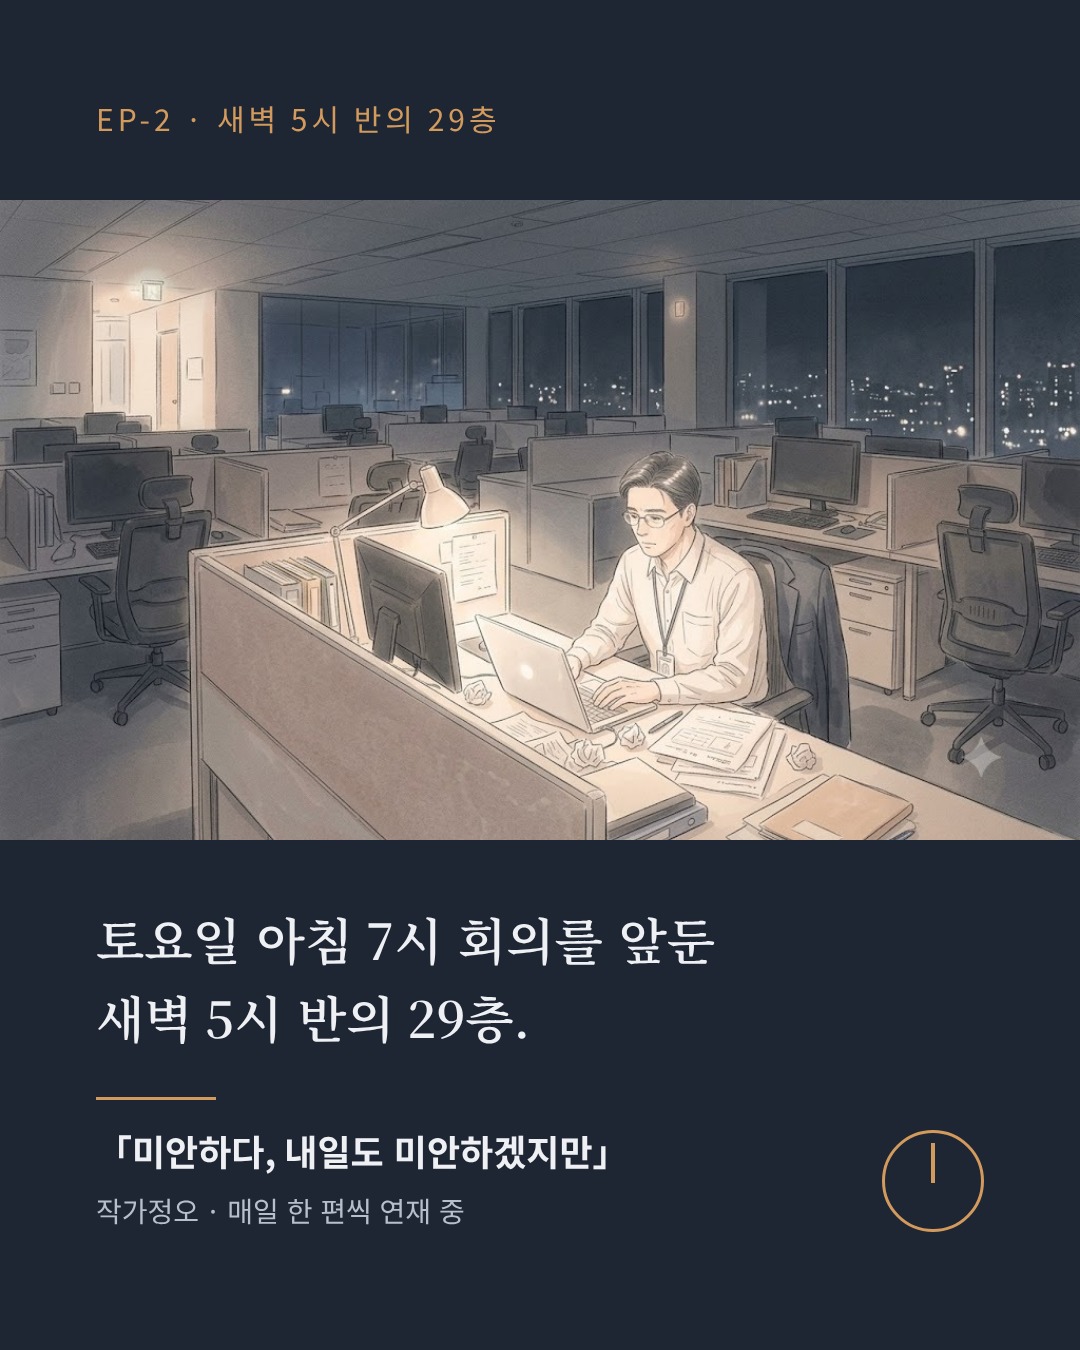 EP-2 · 새벽 5시 반의 29층
토요일 아침 7시 회의를 앞둔
새벽 5시 반의 29층.
「미안하다, 내일도 미안하겠지만」
작가정오 · 매일 한 편씩 연재 중